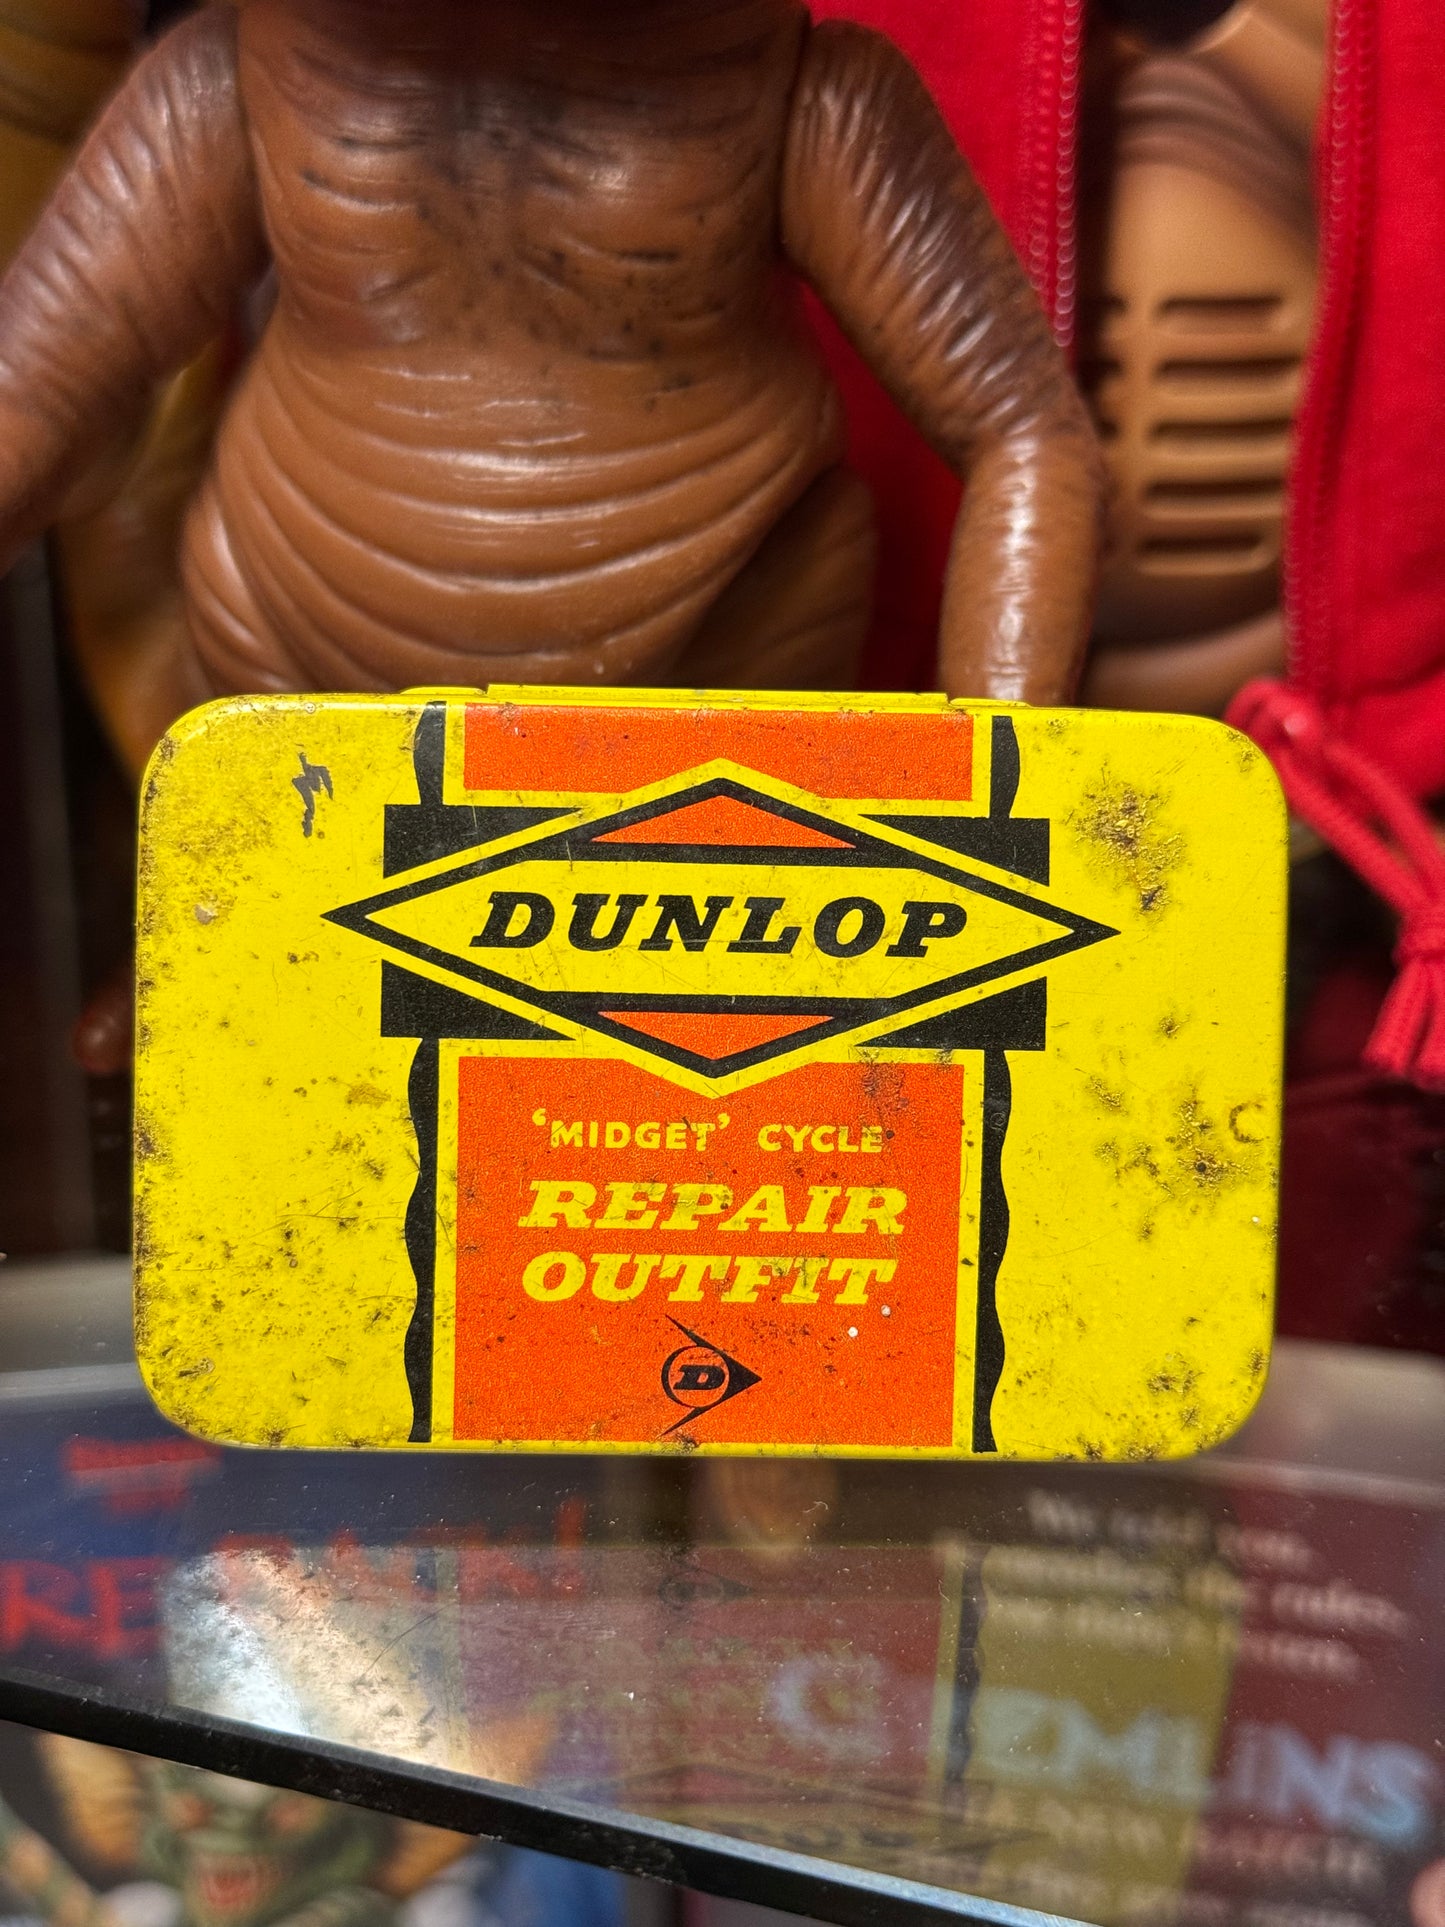 DUNLOP
'MIDGET' CYCLE
REPAIR
OUTFIT
D
GREMLINS